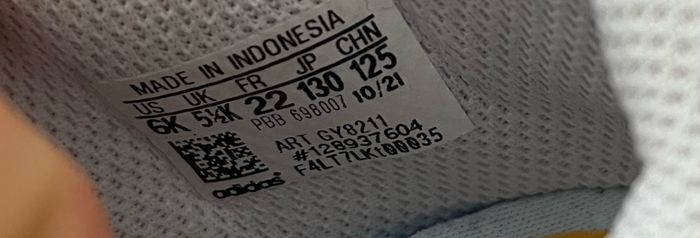 MADE IN INDONESIA
US UK FR JP CHN
6K 5½K 22 130 125
PBB 698007 10/21
ART GY8211
#128937604
F4LT7LKt00035
adidas